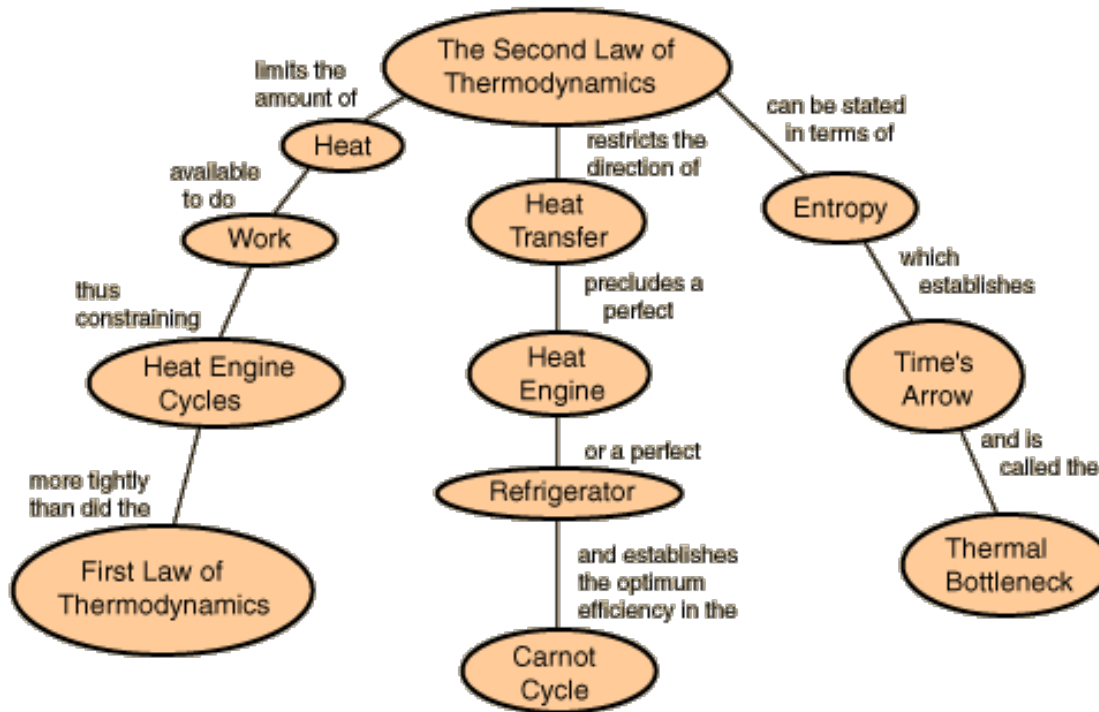 The Second Law of
Thermodynamics
limits the
amount of
Heat
available
to do
Work
thus
constraining
Heat Engine
Cycles
more tightly
than did the
First Law of
Thermodynamics
restricts the
direction of
Heat
Transfer
precludes a
perfect
Heat
Engine
or a perfect
Refrigerator
and establishes
the optimum
efficiency in the
Carnot
Cycle
can be stated
in terms of
Entropy
which
establishes
Time's
Arrow
and is
called the
Thermal
Bottleneck